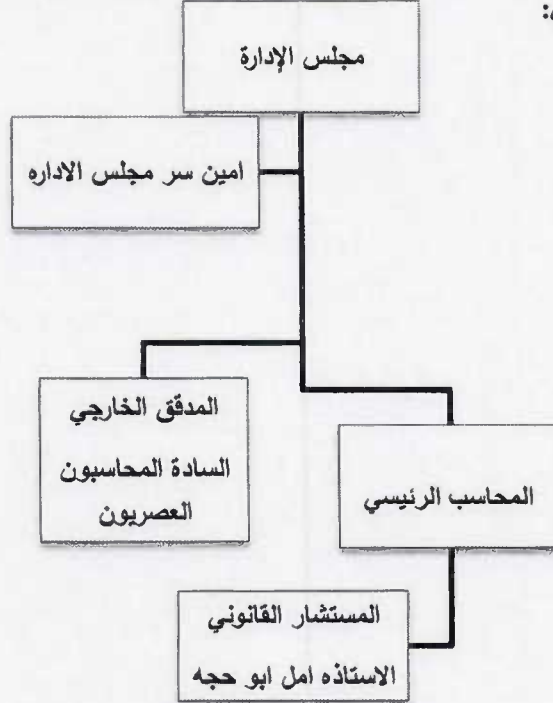 مجلس الإدارة
امين سر مجلس الاداره
المدقق الخارجي
السادة المحاسبون
العصريون
المحاسب الرئيسي
المستشار القانوني
الاستاذه امل ابو حجه